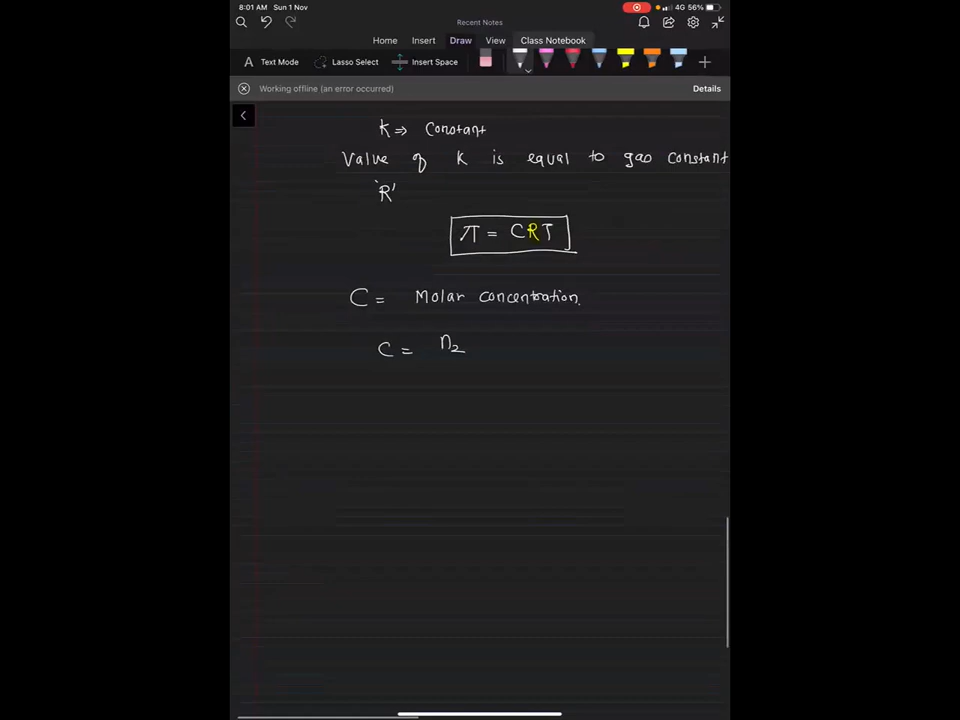 8:01 AM Sun 1 Nov
4G 56%
Recent Notes
Home Insert Draw View Class Notebook
Text Mode Lasso Select Insert Space
Working offline (an error occurred) Details
K ⇒ Constant
Value of K is equal to gas constant
'R'
π = CRT
C = Molar concentration.
C = n₂